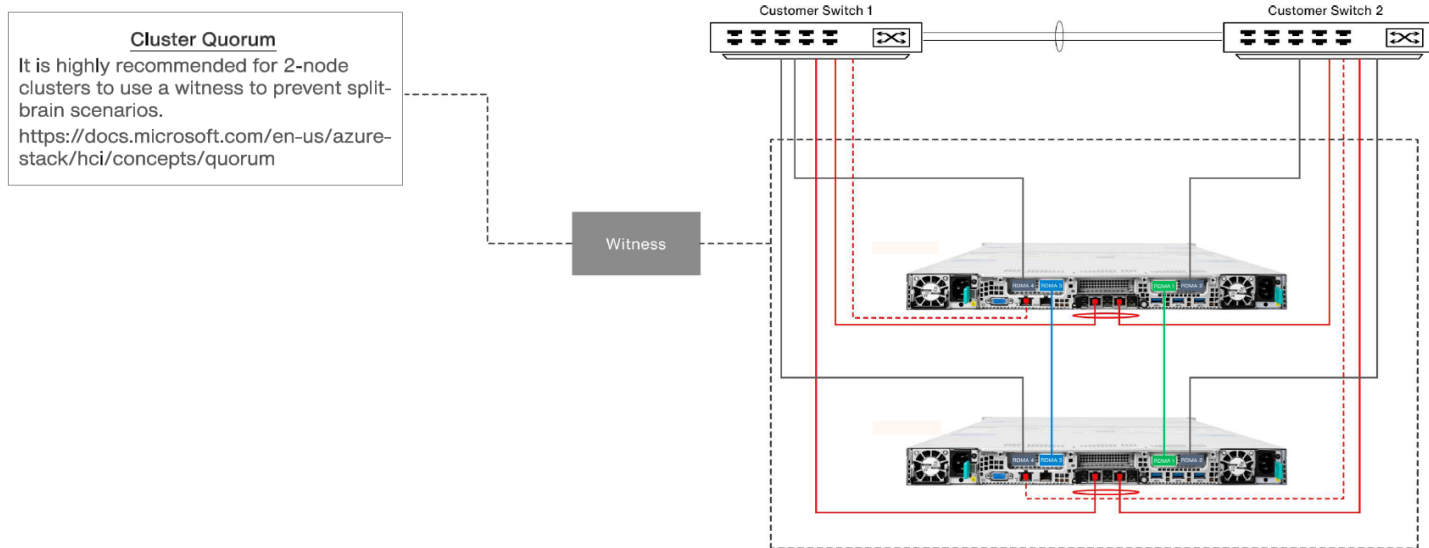 Customer Switch 1
Customer Switch 2
Cluster Quorum
It is highly recommended for 2-node
clusters to use a witness to prevent split-
brain scenarios.
https://docs.microsoft.com/en-us/azure-
stack/hci/concepts/quorum
Witness
RDMA 4 RDMA 3 RDMA 1 RDMA 2
RDMA 4 RDMA 3 RDMA 1 RDMA 2